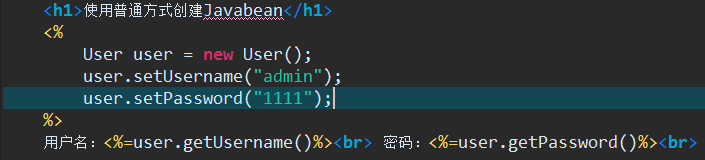 <h1>使用普通方式创建Javabean</h1>
<%
User user = new User();
user.setUsername("admin");
user.setPassword("1111");
%>
用户名：<%=user.getUsername()%><br> 密码：<%=user.getPassword()%><br>